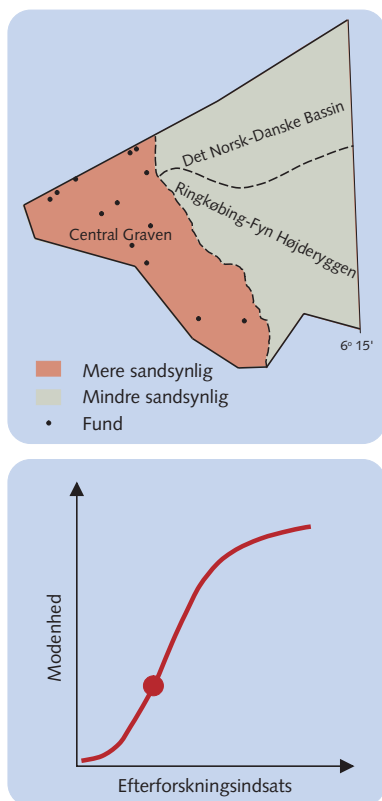 Det Norsk-Danske Bassin
Ringkøbing-Fyn Højderyggen
Central Graven
6° 15'
Mere sandsynlig
Mindre sandsynlig
Fund
Modenhed
Efterforskningsindsats